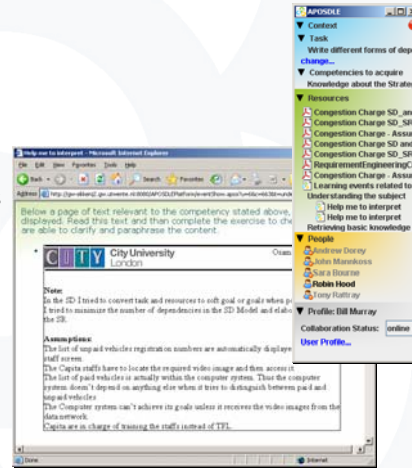 APOSDLE
Context
Task
Write different forms of dep
change...
Competencies to acquire
Knowledge about the Strate
Resources
Congestion Charge SD_and
Congestion Charge SD_SR
Congestion Charge - Assu
Congestion Charge SD and
Congestion Charge SD_SR
RequirementEngineeringC
Congestion Charge - Assu
Learning events related to
Understanding the subject
Help me to interpret
Help me to interpret
Retrieving basic knowledge
People
Andrew Dorey
John Mannkoss
Sara Bourne
Robin Hood
Tony Rattray
Profile: Bill Murray
Collaboration Status: online
User Profile...
Help me to interpret - Microsoft Internet Explorer
File Edit View Favorites Tools Help
Back Search Favorites
Address
Below a page of text relevant to the competency stated above,
displayed. Read this text and than complete the exercise to che
are able to clarify and paraphrase the content.
CITY City University
London
Note:
In the SD I tried to convert task and resources to soft goal or goals when p
I tried to minimize the number of dependencies in the SD Model and elabo
the SR.
Assumptions:
The list of unpaid vehicles registration numbers are automatically displaye
staff screen.
The Capita staffs have to locate the required video image and then access it
The list of paid vehicles is actually within the computer system. Thus the computer
system doesn't depend on anything else when it tries to distinguish between paid and
unpaid vehicles
The Computer system can't achieve its goals unless it receives the video images from the
data network.
Capita are in charge of training the staffs instead of TFL.
Done
Internet